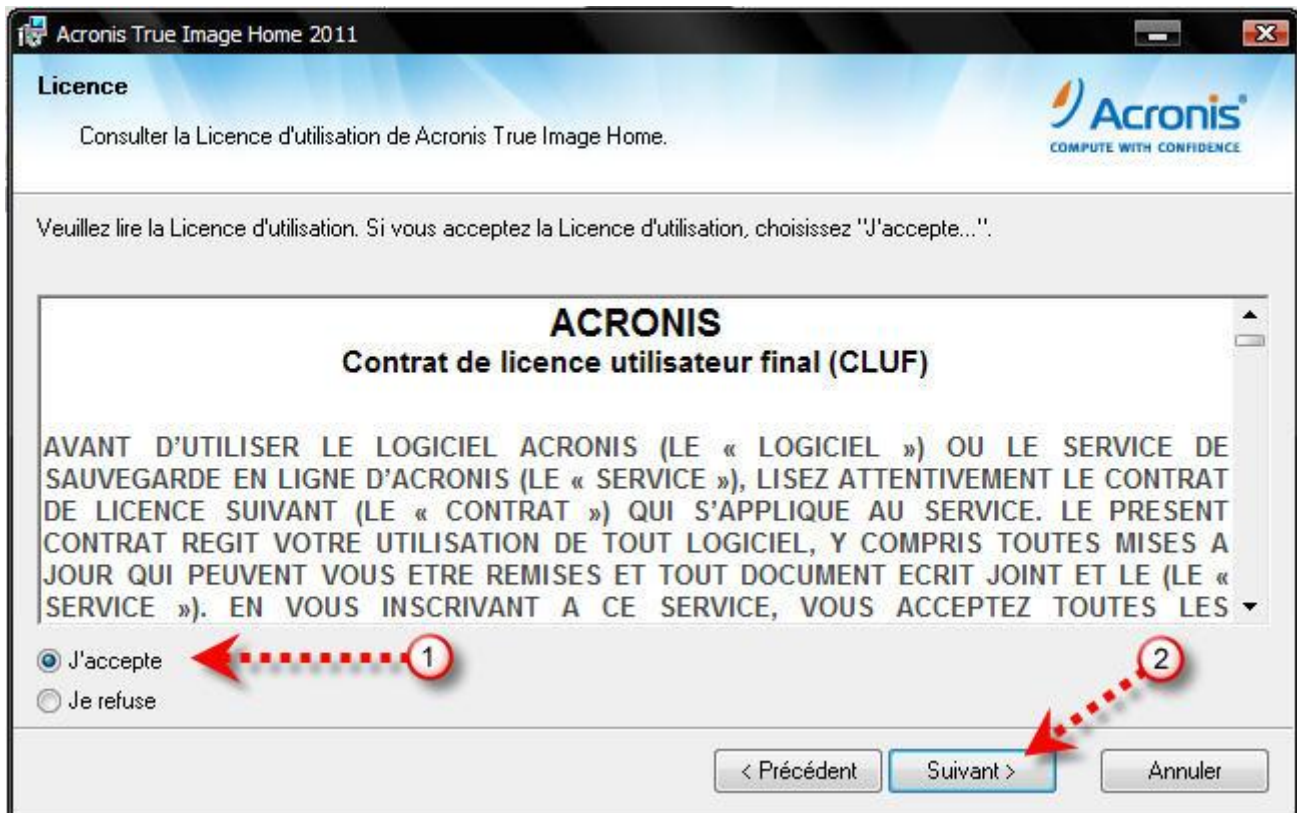 Acronis True Image Home 2011
Licence
Consulter la Licence d'utilisation de Acronis True Image Home.
Acronis
COMPUTE WITH CONFIDENCE
Veuillez lire la Licence d'utilisation. Si vous acceptez la Licence d'utilisation, choisissez "J'accepte...".
ACRONIS
Contrat de licence utilisateur final (CLUF)
AVANT D'UTILISER LE LOGICIEL ACRONIS (LE « LOGICIEL ») OU LE SERVICE DE
SAUVEGARDE EN LIGNE D'ACRONIS (LE « SERVICE »), LISEZ ATTENTIVEMENT LE CONTRAT
DE LICENCE SUIVANT (LE « CONTRAT ») QUI S'APPLIQUE AU SERVICE. LE PRESENT
CONTRAT REGIT VOTRE UTILISATION DE TOUT LOGICIEL, Y COMPRIS TOUTES MISES A
JOUR QUI PEUVENT VOUS ETRE REMISES ET TOUT DOCUMENT ECRIT JOINT ET LE (LE «
SERVICE »). EN VOUS INSCRIVANT A CE SERVICE, VOUS ACCEPTEZ TOUTES LES
J'accepte
1
2
Je refuse
< Précédent
Suivant >
Annuler